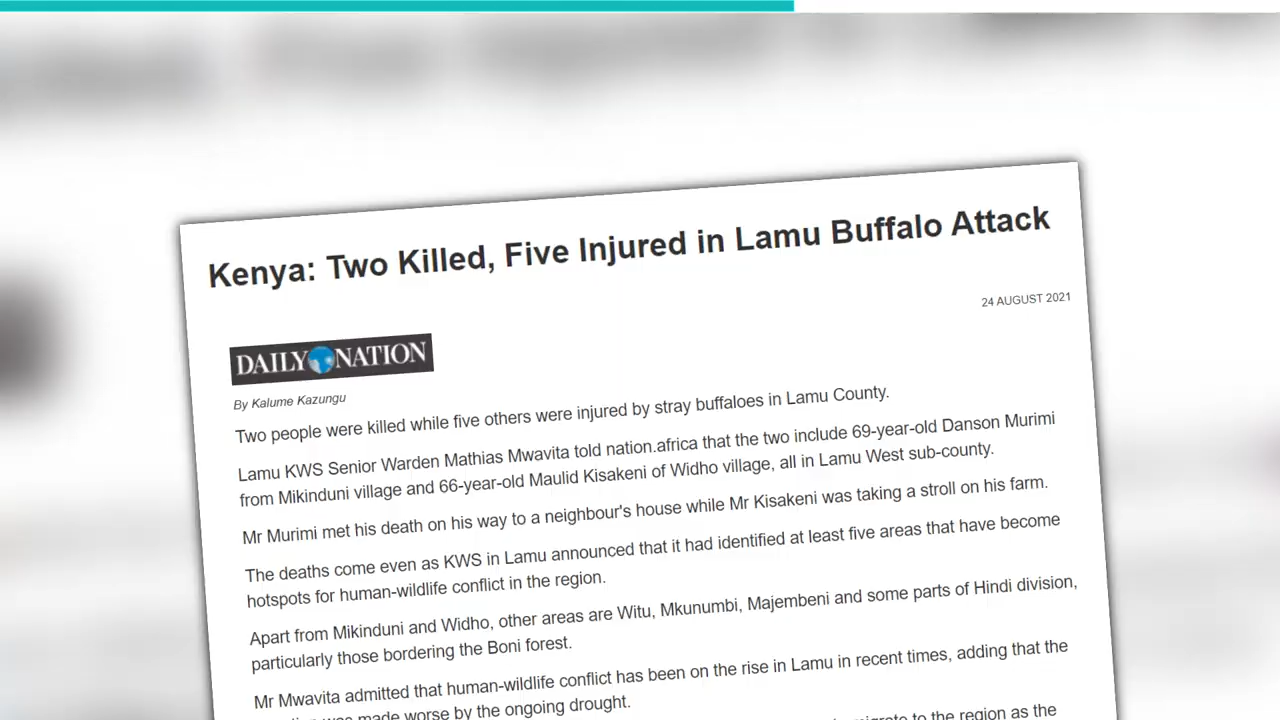 Kenya: Two Killed, Five Injured in Lamu Buffalo Attack
24 AUGUST 2021
DAILY NATION
By Kalume Kazungu
Two people were killed while five others were injured by stray buffaloes in Lamu County.
Lamu KWS Senior Warden Mathias Mwavita told nation.africa that the two include 69-year-old Danson Murimi
from Mikinduni village and 66-year-old Maulid Kisakeni of Widho village, all in Lamu West sub-county.
Mr Murimi met his death on his way to a neighbour's house while Mr Kisakeni was taking a stroll on his farm.
The deaths come even as KWS in Lamu announced that it had identified at least five areas that have become
hotspots for human-wildlife conflict in the region.
Apart from Mikinduni and Widho, other areas are Witu, Mkunumbi, Majembeni and some parts of Hindi division,
particularly those bordering the Boni forest.
Mr Mwavita admitted that human-wildlife conflict has been on the rise in Lamu in recent times, adding that the
was made worse by the ongoing drought.
to the region as the